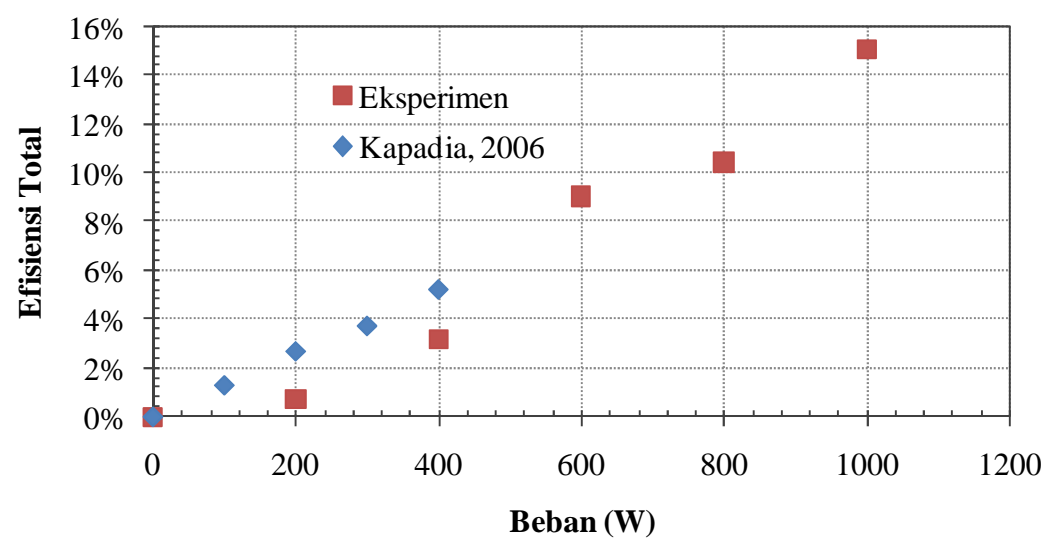 16%
14%
12%
10%
8%
6%
4%
2%
0%
Efisiensi Total
Eksperimen
Kapadia, 2006
0 200 400 600 800 1000 1200
Beban (W)